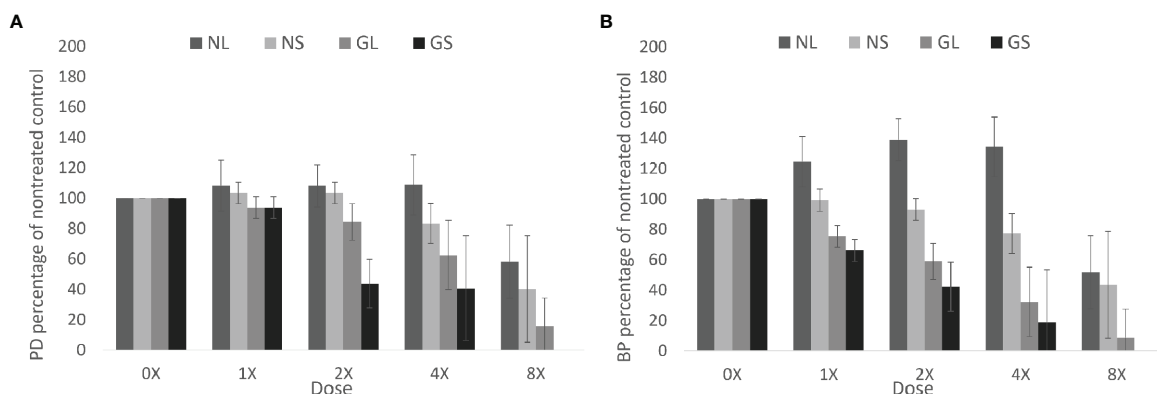 A
200
180
160
140
120
100
80
60
40
20
0
PD percentage of nontreated control
NL NS GL GS
0X 1X 2X 4X 8X
Dose
B
200
180
160
140
120
100
80
60
40
20
0
BP percentage of nontreated control
NL NS GL GS
0X 1X 2X 4X 8X
Dose